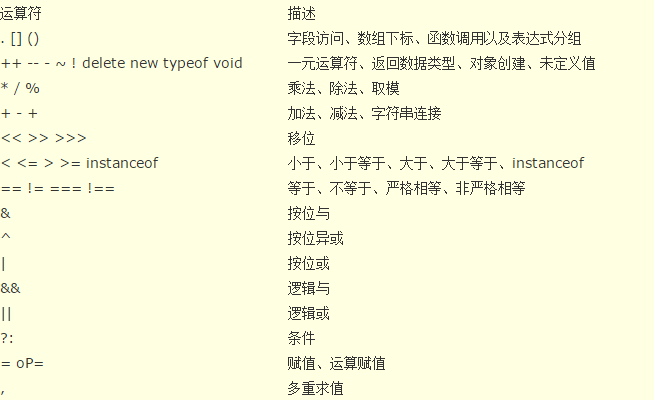 运算符 描述
. [] () 字段访问、数组下标、函数调用以及表达式分组
++ -- - ~ ! delete new typeof void 一元运算符、返回数据类型、对象创建、未定义值
* / % 乘法、除法、取模
+ - + 加法、减法、字符串连接
<< >> >>> 移位
< <= > >= instanceof 小于、小于等于、大于、大于等于、instanceof
== != === !== 等于、不等于、严格相等、非严格相等
& 按位与
^ 按位异或
| 按位或
&& 逻辑与
|| 逻辑或
?: 条件
= oP= 赋值、运算赋值
, 多重求值